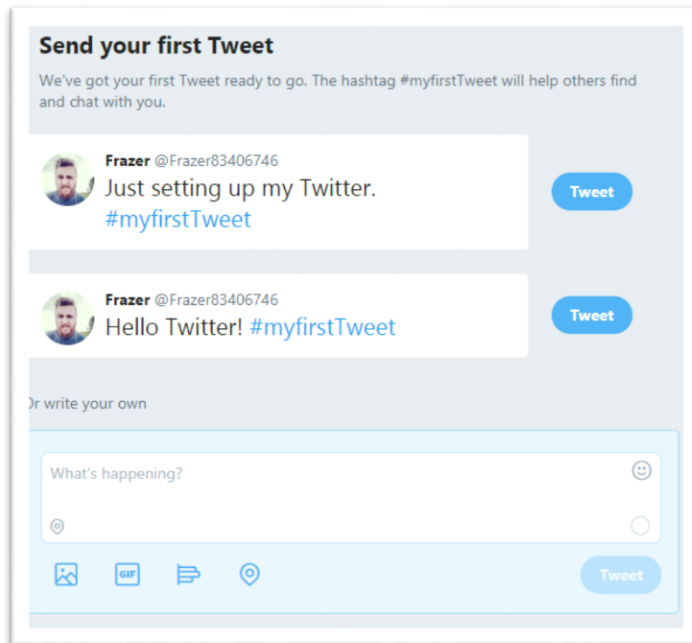 Send your first Tweet
We've got your first Tweet ready to go. The hashtag #myfirstTweet will help others find
and chat with you.
Frazer @Frazer83406746
Just setting up my Twitter.
#myfirstTweet
Tweet
Frazer @Frazer83406746
Hello Twitter! #myfirstTweet
Tweet
Or write your own
What's happening?
GIF
Tweet